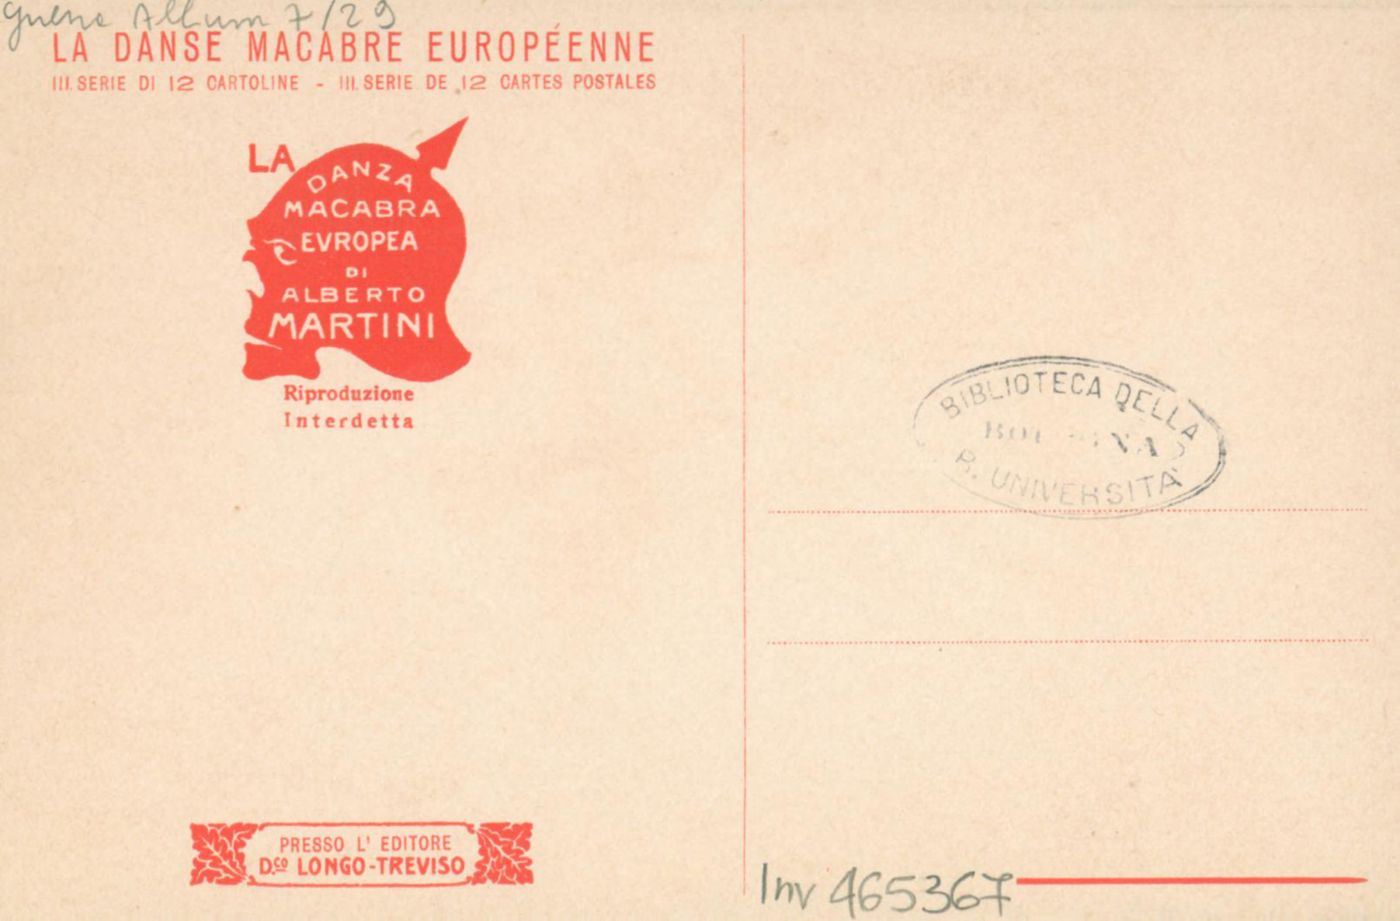 guerra Album 7/29
LA DANSE MACABRE EUROPÉENNE
III. SERIE DI 12 CARTOLINE - III. SERIE DE 12 CARTES POSTALES
LA
DANZA
MACABRA
EVROPEA
DI
ALBERTO
MARTINI
Riproduzione
Interdetta
PRESSO L' EDITORE
D.co LONGO-TREVISO
BIBLIOTECA DELLA
R. UNIVERSITÀ
Inv 465367